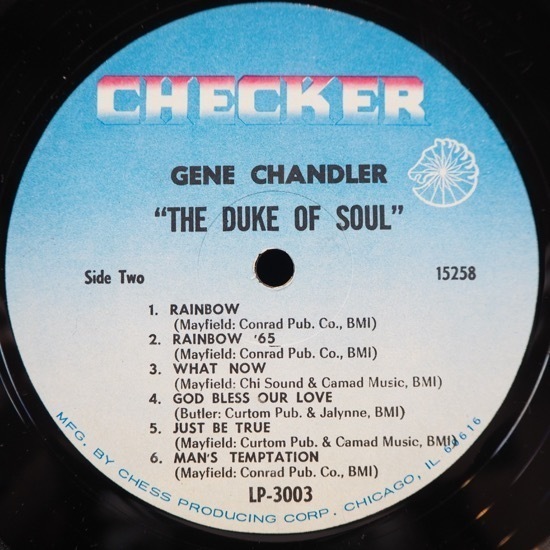 CHECKER
GENE CHANDLER
“THE DUKE OF SOUL”
Side Two 15258
1. RAINBOW
(Mayfield: Conrad Pub. Co., BMI)
2. RAINBOW '65
(Mayfield: Conrad Pub. Co., BMI)
3. WHAT NOW
(Mayfield: Chi Sound & Camad Music, BMI)
4. GOD BLESS OUR LOVE
(Butler: Curtom Pub. & Jalynne, BMI)
5. JUST BE TRUE
(Mayfield: Curtom Pub. & Camad Music, BMI)
6. MAN'S TEMPTATION
(Mayfield: Conrad Pub. Co., BMI)
LP-3003
MFG. BY CHESS PRODUCING CORP. CHICAGO, IL 60616